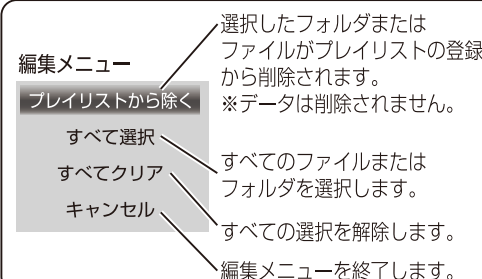 選択したフォルダまたは
ファイルがプレイリストの登録
から削除されます。
※データは削除されません。
編集メニュー
プレイリストから除く
すべて選択
すべてクリア
キャンセル
すべてのファイルまたは
フォルダを選択します。
すべての選択を解除します。
編集メニューを終了します。